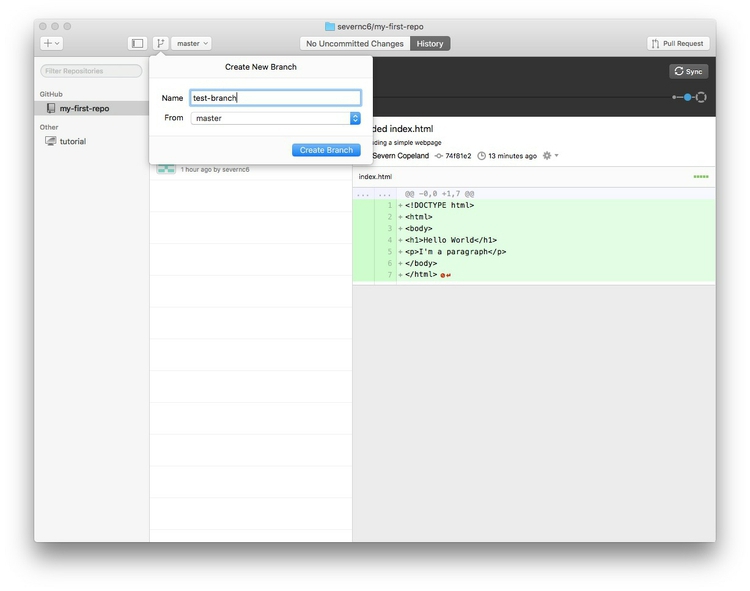 severnc6/my-first-repo
master
No Uncommitted Changes
History
Pull Request
Filter Repositories
GitHub
my-first-repo
Other
tutorial
Create New Branch
Name
test-branch
From
master
Create Branch
1 hour ago by severnc6
Sync
ded index.html
ding a simple webpage
Severn Copeland
74f81e2
13 minutes ago
index.html
... ... @@ -0,0 +1,7 @@
1 +<!DOCTYPE html>
2 +<html>
3 +<body>
4 +<h1>Hello World</h1>
5 +<p>I'm a paragraph</p>
6 +</body>
7 +</html>